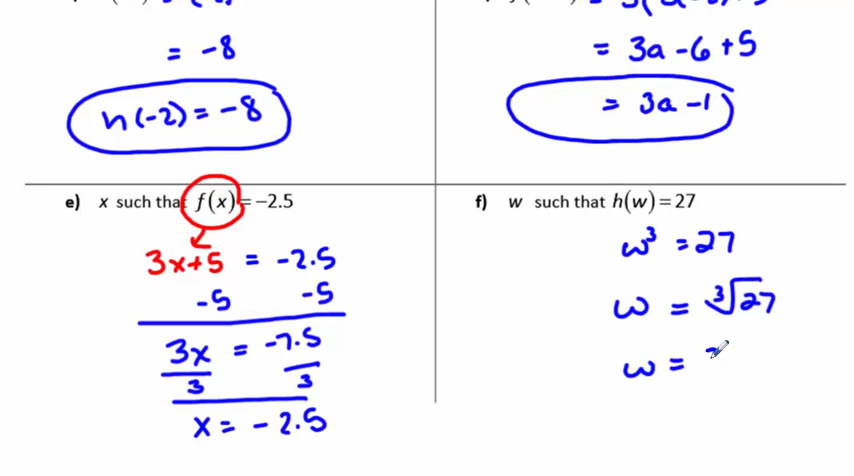 = -8
h(-2) = -8
= 3a - 6 + 5
= 3a - 1
e) x such that f(x) = -2.5
3x+5 = -2.5
-5 -5
3x = -7.5
3 3
x = -2.5
f) w such that h(w) = 27
w³ = 27
w = ³√27
w =